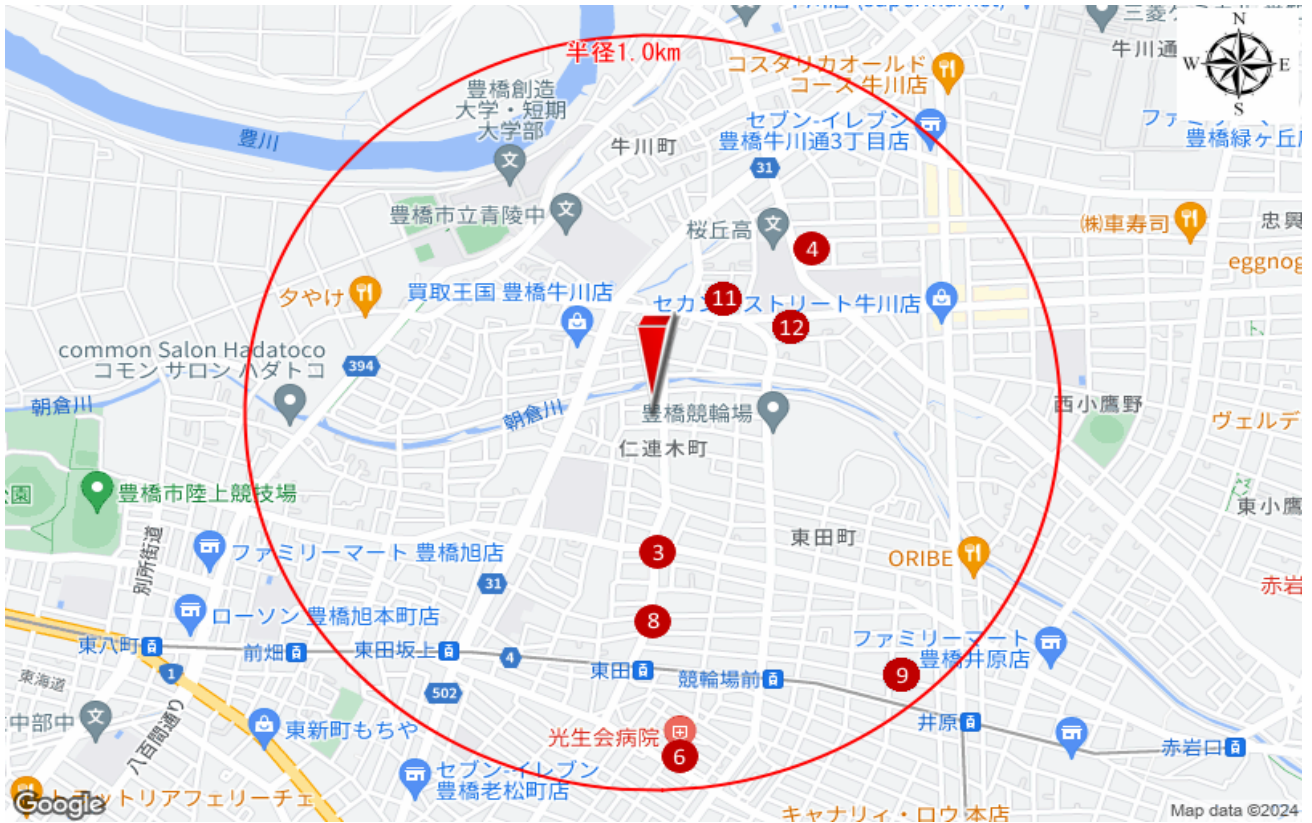 半径1.0km
N
W
E
S
牛川通
コスタリカオールド
コース 牛川店
豊橋創造
大学・短期
大学部
セブン-イレブン
豊橋牛川通3丁目店
豊橋緑ヶ丘
豊川
牛川町
31
豊橋市立青陵中
桜丘高
4
㈱車寿司
忠興
eggnog
夕やけ
買取王国 豊橋牛川店
11
ストリート牛川店
12
common Salon Hadatoco
コモン サロン ハダトコ
394
朝倉川
朝倉川
豊橋競輪場
西小鷹野
ヴェルデ
仁連木町
公園
豊橋市陸上競技場
東小鷹
別所街道
ファミリーマート 豊橋旭店
3
東田町
ORIBE
赤岩
31
ローソン 豊橋旭本町店
8
ファミリーマート
豊橋井原店
東八町
前畑
東田坂上
4
東田
競輪場前
9
1
東海道
502
中部中
八百間通り
東新町もちや
光生会病院
6
井原
赤岩口
セブン-イレブン
豊橋老松町店
トラットリアフェリーチェ
キャナリィ・ロウ 本店
Google
Map data ©2024